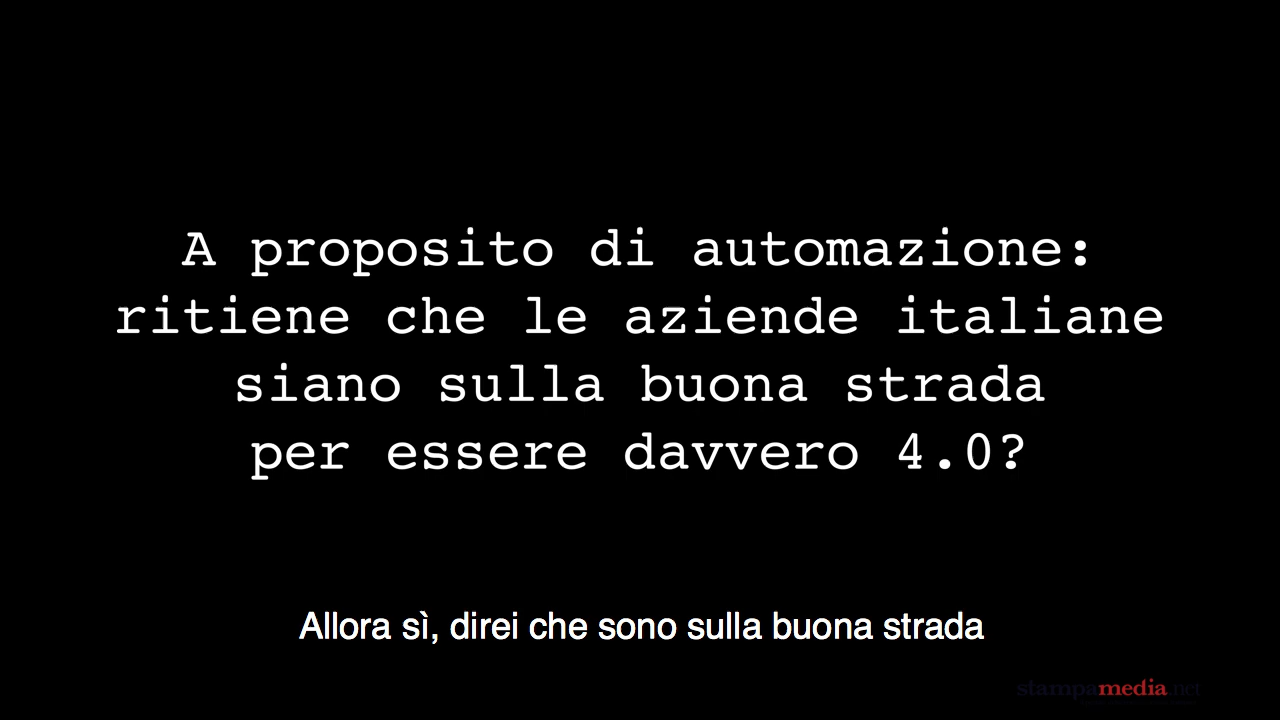 A proposito di automazione:
ritiene che le aziende italiane
siano sulla buona strada
per essere davvero 4.0?
Allora sì, direi che sono sulla buona strada
stampamedia.net